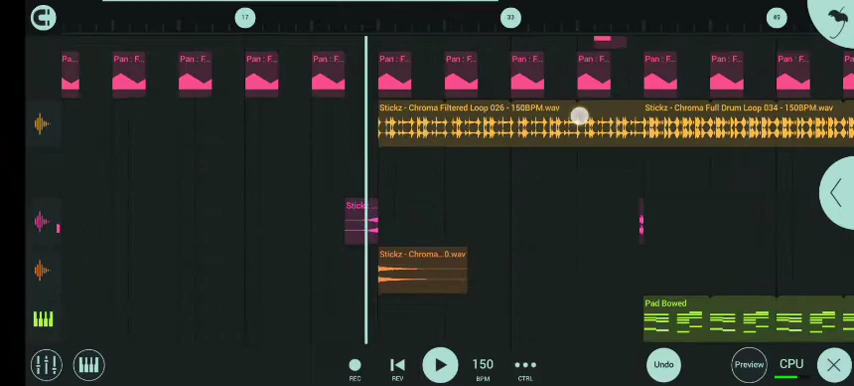 17
33
49
Pa...
Pan : F...
Pan : F...
Pan : F...
Pan : F...
Pan : F...
Pan : F...
Pan : F...
Pan : F...
Pan : F...
Pan : F...
Pan : F...
Pa...
Stickz - Chroma Filtered Loop 026 - 150BPM.wav
Stickz - Chroma Full Drum Loop 034 - 150BPM.wav
Stickz - Chroma...0.wav
Pad Bowed
REC
REV
150
BPM
CTRL
Undo
Preview
CPU